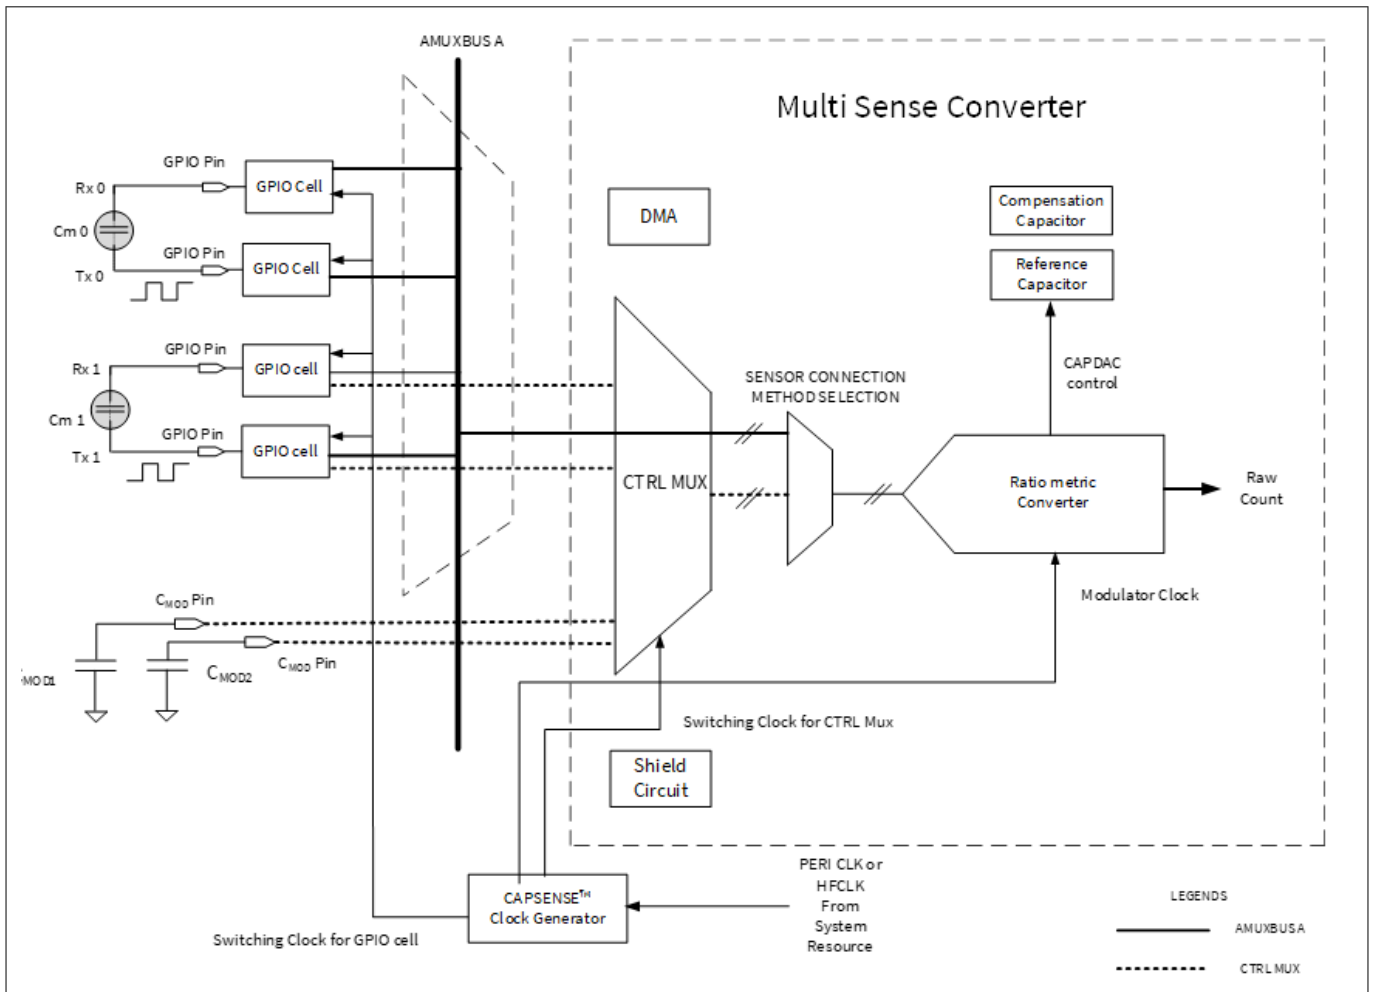 AMUXBUS A
Multi Sense Converter
GPIO Pin
Rx 0
GPIO Cell
Cm 0
GPIO Pin
Tx 0
GPIO Cell
DMA
Compensation
Capacitor
Reference
Capacitor
CAPDAC
control
GPIO Pin
Rx 1
GPIO cell
Cm 1
GPIO Pin
Tx 1
GPIO cell
SENSOR CONNECTION
METHOD SELECTION
CTRL MUX
Ratio metric
Converter
Raw
Count
Modulator Clock
CMOD Pin
CMOD Pin
MOD1
CMOD2
Switching Clock for CTRL Mux
Shield
Circuit
CAPSENSE™
Clock Generator
Switching Clock for GPIO cell
PERI CLK or
HFCLK
From
System
Resource
LEGENDS
AMUXBUS A
CTRL MUX